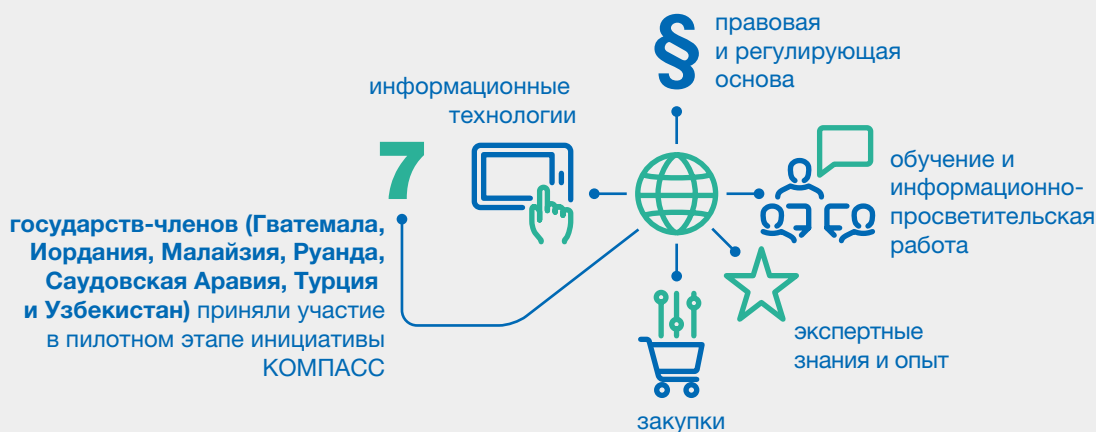 §
правовая
и регулирующая
основа
информационные
технологии
7
государств-членов (Гватемала,
Иордания, Малайзия, Руанда,
Саудовская Аравия, Турция
и Узбекистан) приняли участие
в пилотном этапе инициативы
КОМПАСС
обучение и
информационно-
просветительская
работа
экспертные
знания и опыт
закупки